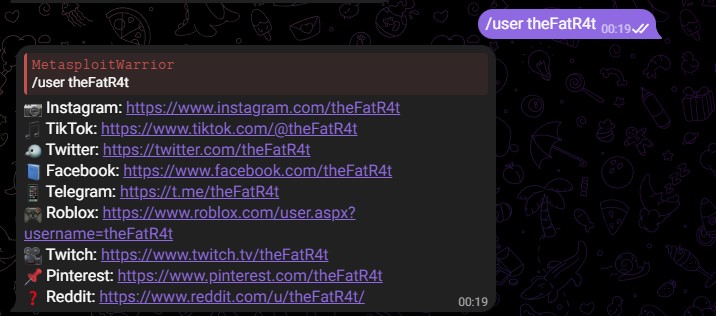 /user theFatR4t 00:19
MetasploitWarrior
/user theFatR4t
Instagram: https://www.instagram.com/theFatR4t
TikTok: https://www.tiktok.com/@theFatR4t
Twitter: https://twitter.com/theFatR4t
Facebook: https://www.facebook.com/theFatR4t
Telegram: https://t.me/theFatR4t
Roblox: https://www.roblox.com/user.aspx?
username=theFatR4t
Twitch: https://www.twitch.tv/theFatR4t
Pinterest: https://www.pinterest.com/theFatR4t
Reddit: https://www.reddit.com/u/theFatR4t/ 00:19